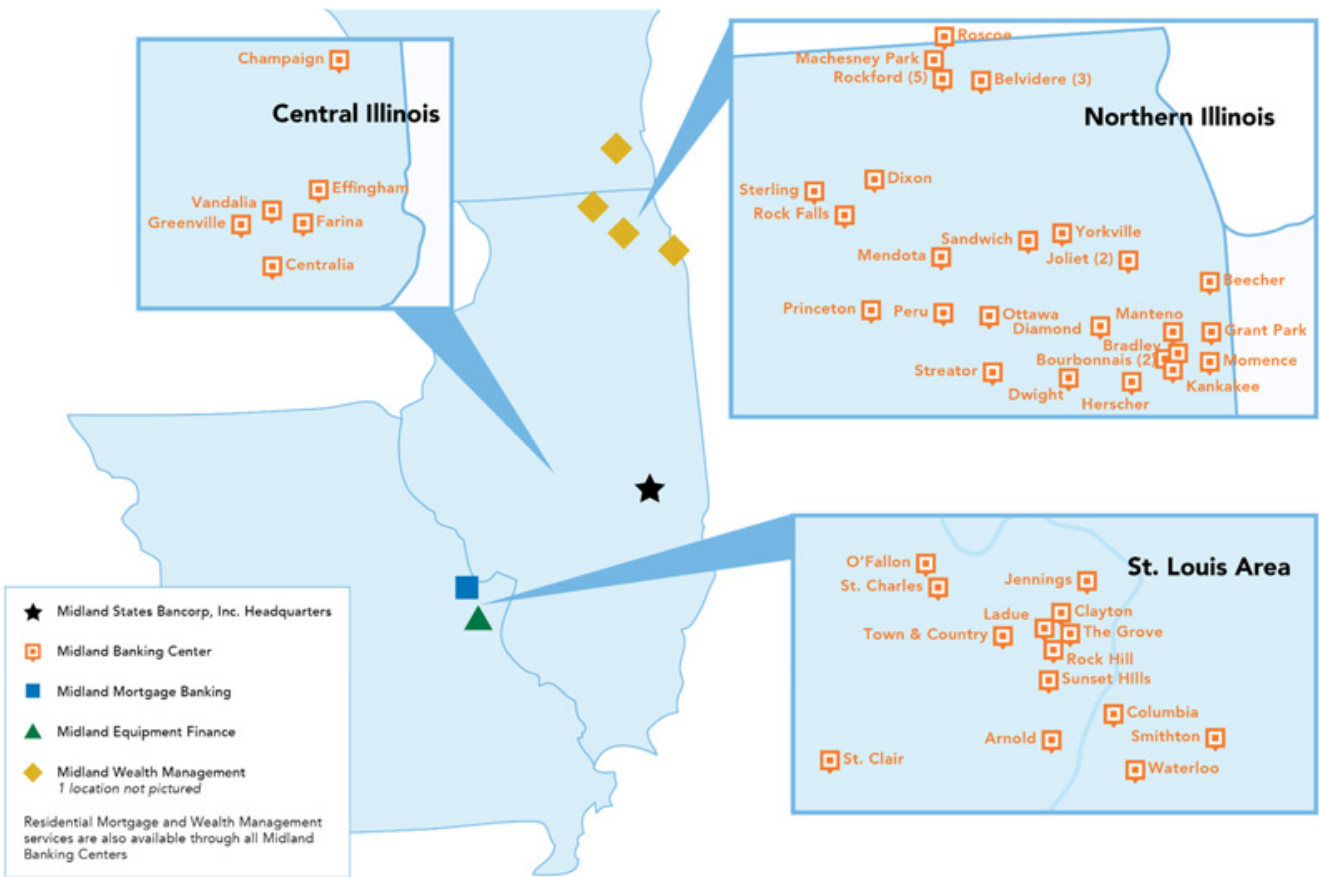 Champaign
Central Illinois
Effingham
Vandalia
Greenville
Farina
Centralia
Roscoe
Machesney Park
Rockford (5)
Belvidere (3)
Northern Illinois
Dixon
Sterling
Rock Falls
Yorkville
Sandwich
Mendota
Joliet (2)
Beecher
Princeton
Peru
Ottawa
Manteno
Diamond
Grant Park
Bradley
Bourbonnais (2)
Momence
Streator
Kankakee
Dwight
Herscher
St. Louis Area
O'Fallon
Jennings
St. Charles
Ladue
Clayton
Town & Country
The Grove
Rock Hill
Sunset HIlls
Columbia
Arnold
Smithton
St. Clair
Waterloo
Midland States Bancorp, Inc. Headquarters
Midland Banking Center
Midland Mortgage Banking
Midland Equipment Finance
Midland Wealth Management
1 location not pictured
Residential Mortgage and Wealth Management
services are also available through all Midland
Banking Centers